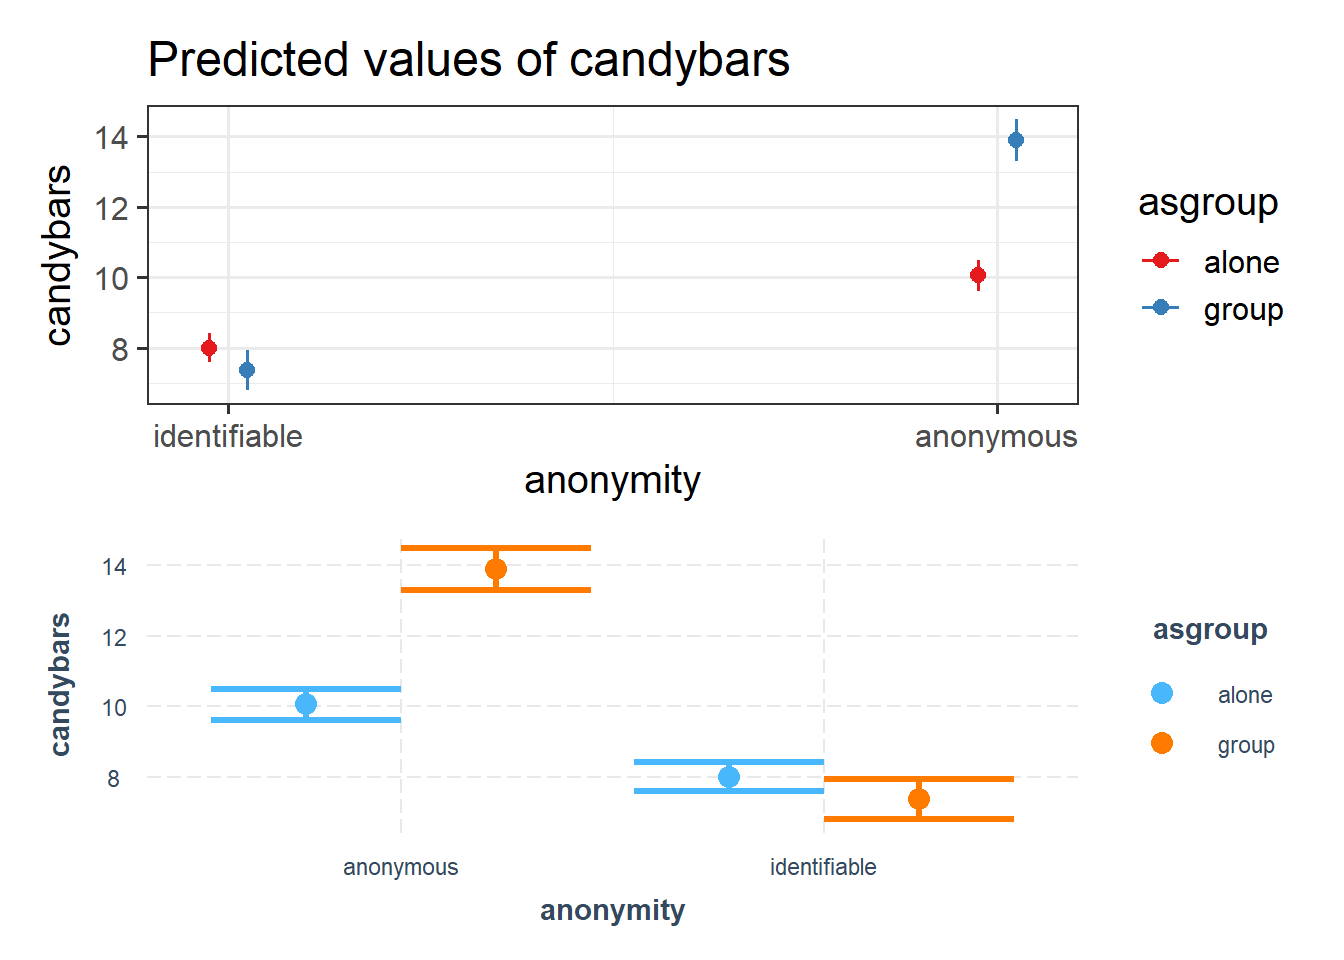 Predicted values of candybars
candybars
14
12
10
8
identifiable
anonymous
anonymity
asgroup
alone
group
candybars
14
12
10
8
anonymous
identifiable
anonymity
asgroup
alone
group